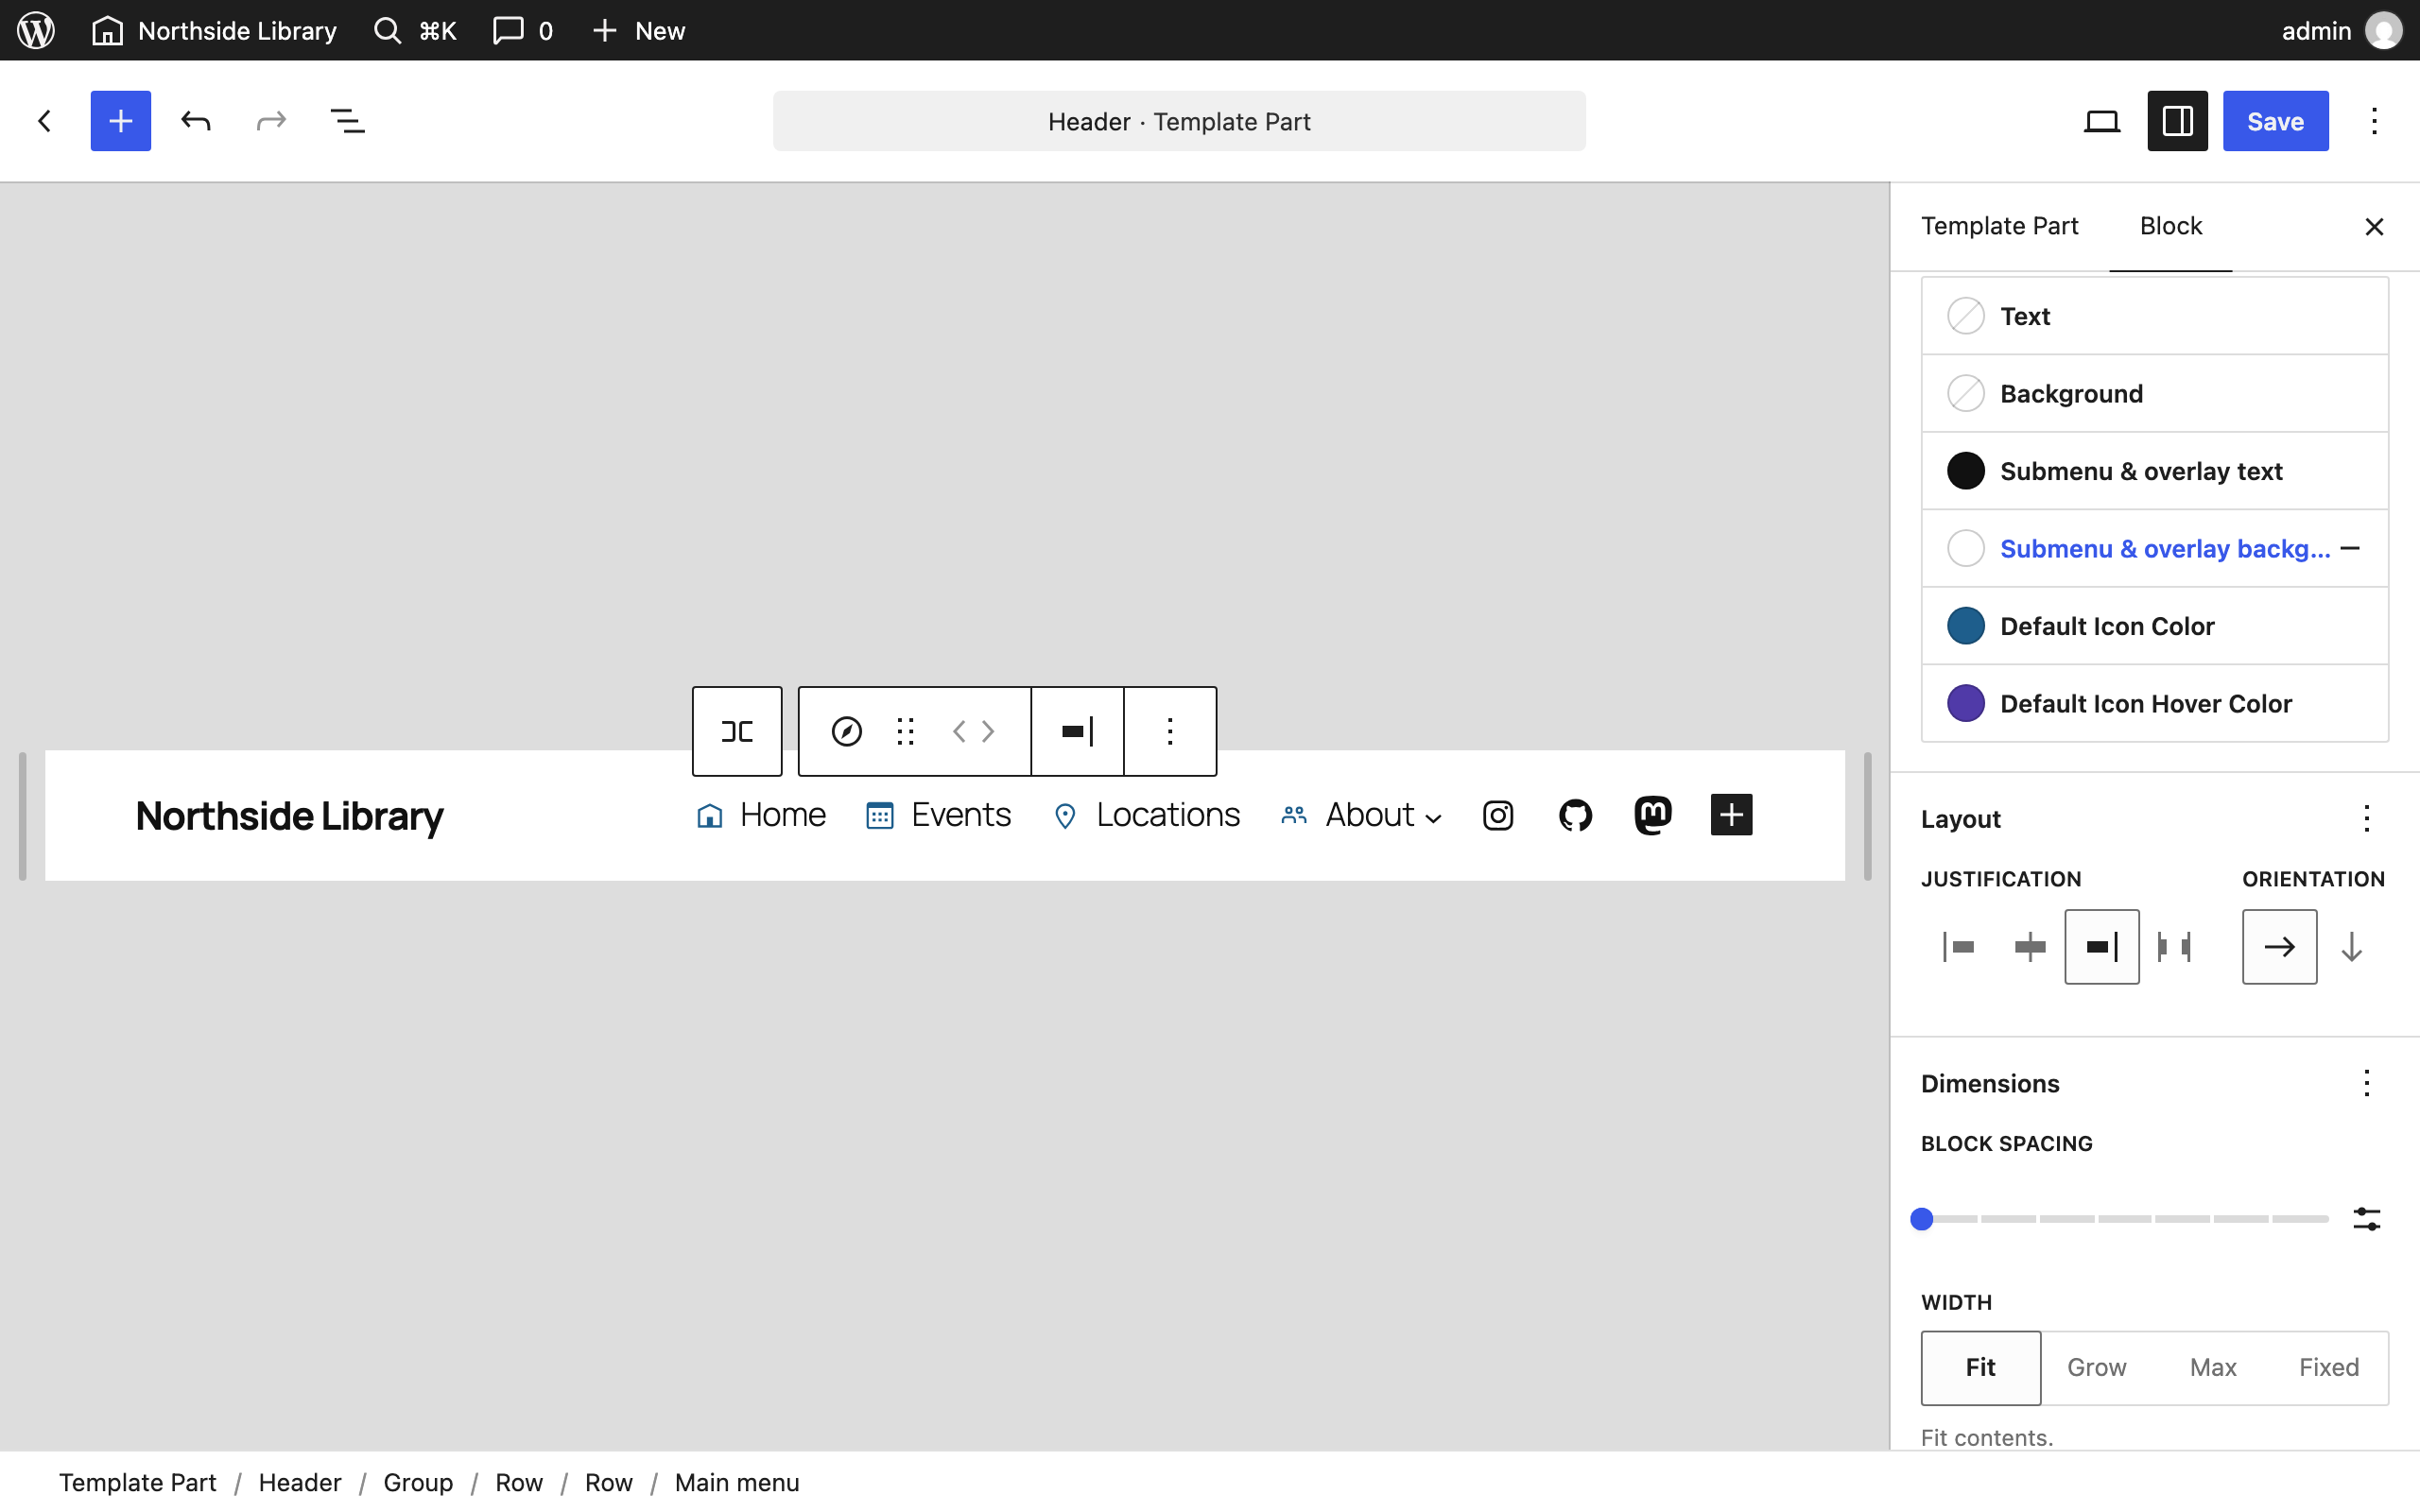 Northside Library ⌘K 0 New admin
Header · Template Part
Save
Template Part Block
Text
Background
Submenu & overlay text
Submenu & overlay backg...
Default Icon Color
Default Icon Hover Color
Northside Library Home Events Locations About
Layout
JUSTIFICATION ORIENTATION
Dimensions
BLOCK SPACING
WIDTH
Fit Grow Max Fixed
Fit contents.
Template Part / Header / Group / Row / Row / Main menu